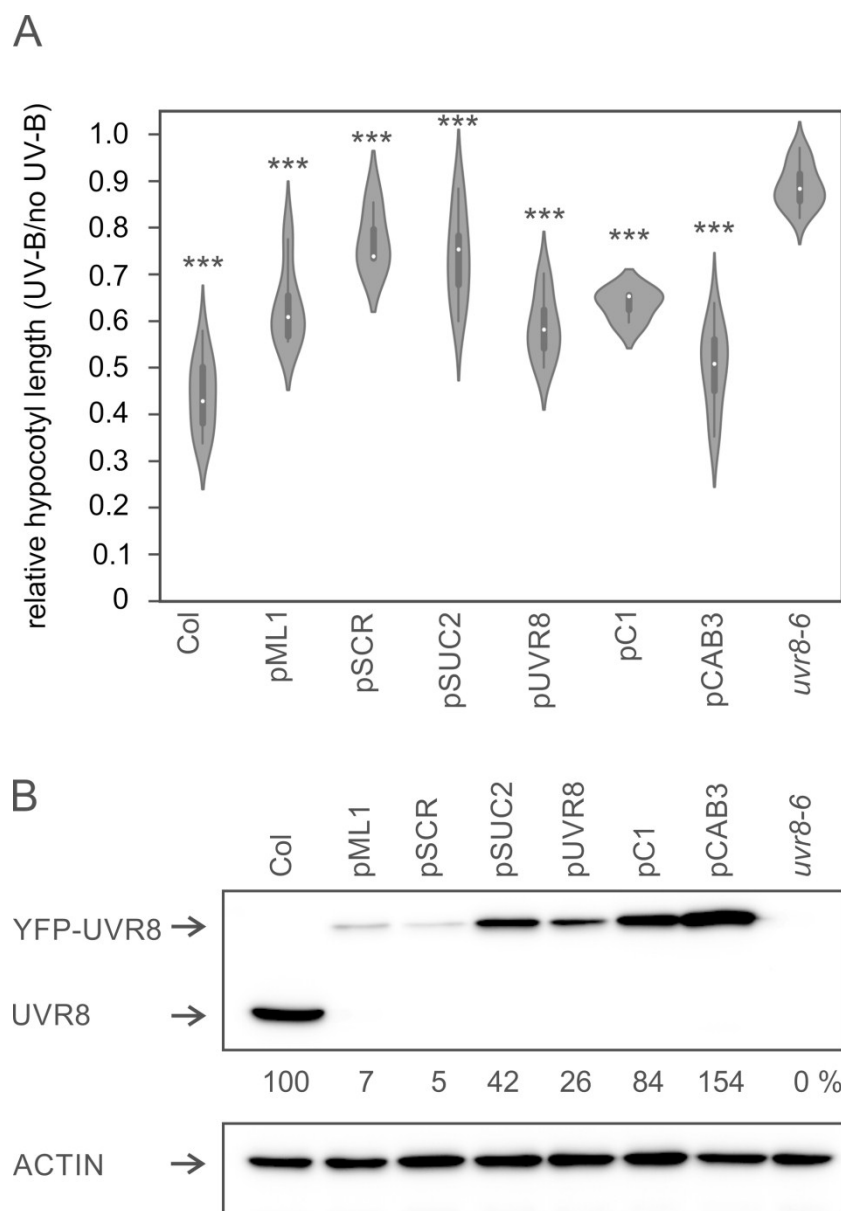 A
relative hypocotyl length (UV-B/no UV-B)
1.0
0.9
0.8
0.7
0.6
0.5
0.4
0.3
0.2
0.1
0
*** *** *** *** *** *** ***
Col pML1 pSCR pSUC2 pUVR8 pC1 pCAB3 uvr8-6
B
Col pML1 pSCR pSUC2 pUVR8 pC1 pCAB3 uvr8-6
YFP-UVR8 →
UVR8 →
100 7 5 42 26 84 154 0 %
ACTIN →